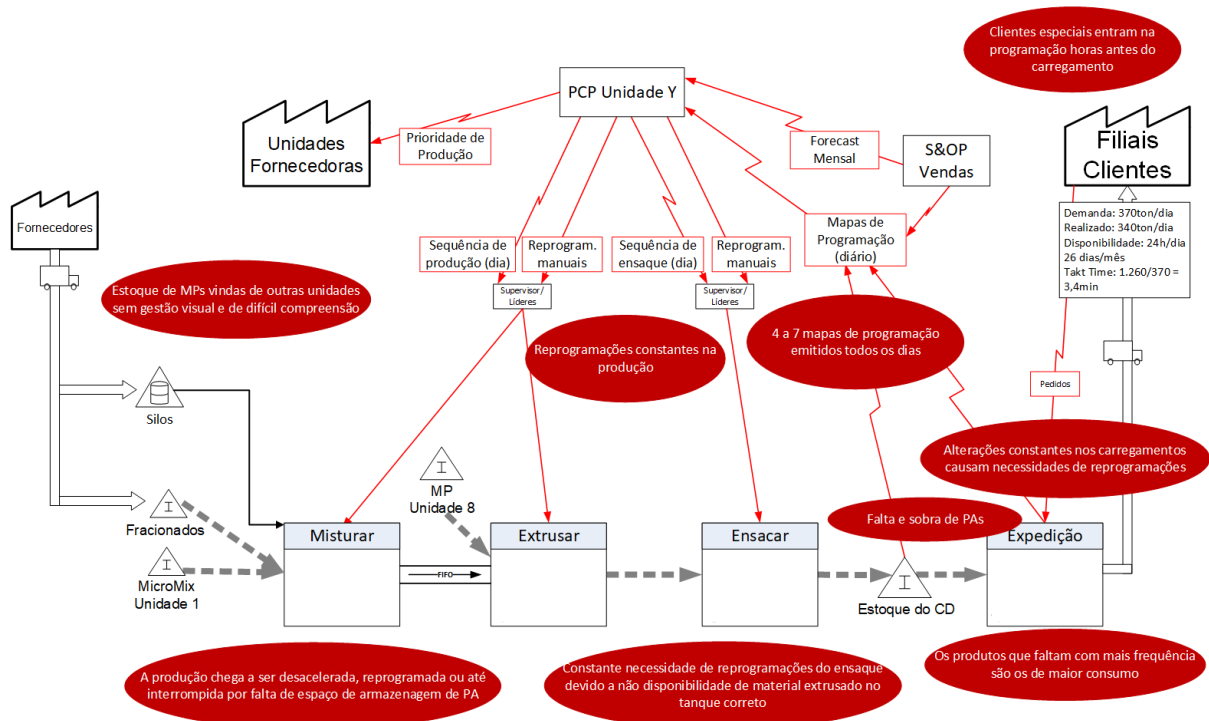 Clientes especiais entram na
programação horas antes do
carregamento
PCP Unidade Y
Unidades
Fornecedoras
Prioridade de
Produção
Forecast
Mensal
S&OP
Vendas
Filiais
Clientes
Fornecedores
Demanda: 370ton/dia
Realizado: 340ton/dia
Disponibilidade: 24h/dia
26 dias/mês
Takt Time: 1.260/370 =
3,4min
Sequência de
produção (dia)
Reprogram.
manuais
Sequência de
ensaque (dia)
Reprogram.
manuais
Mapas de
Programação
(diário)
Supervisor/
Líderes
Supervisor/
Líderes
Estoque de MPs vindas de outras unidades
sem gestão visual e de difícil compreensão
Reprogramações constantes na
produção
4 a 7 mapas de programação
emitidos todos os dias
Pedidos
Silos
Alterações constantes nos carregamentos
causam necessidades de reprogramações
I
MP
Unidade 8
I
Fracionados
Falta e sobra de PAs
Misturar
Extrusar
Ensacar
Expedição
I
MicroMix
Unidade 1
FIFO
I
Estoque do CD
A produção chega a ser desacelerada, reprogramada ou até
interrompida por falta de espaço de armazenagem de PA
Constante necessidade de reprogramações do ensaque
devido a não disponibilidade de material extrusado no
tanque correto
Os produtos que faltam com mais frequência
são os de maior consumo